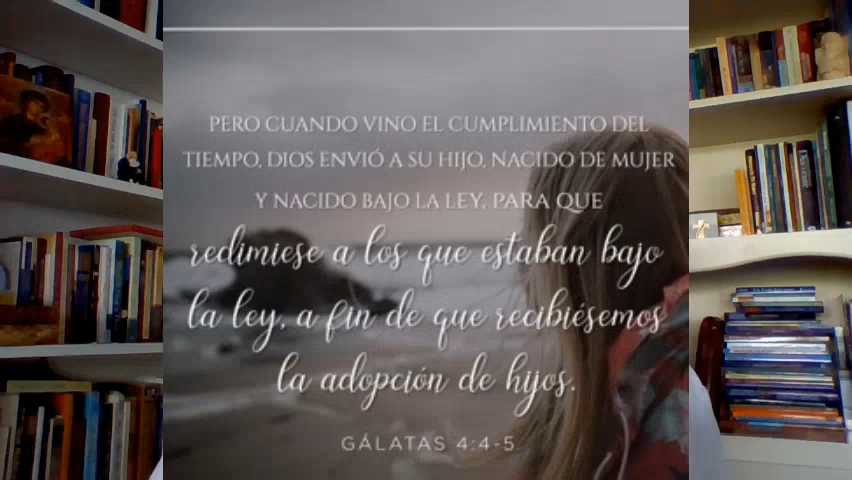 PERO CUANDO VINO EL CUMPLIMIENTO DEL
TIEMPO, DIOS ENVIÓ A SU HIJO, NACIDO DE MUJER
Y NACIDO BAJO LA LEY, PARA QUE
redimiese a los que estaban bajo
la ley, a fin de que recibiésemos
la adopción de hijos.
GÁLATAS 4:4-5